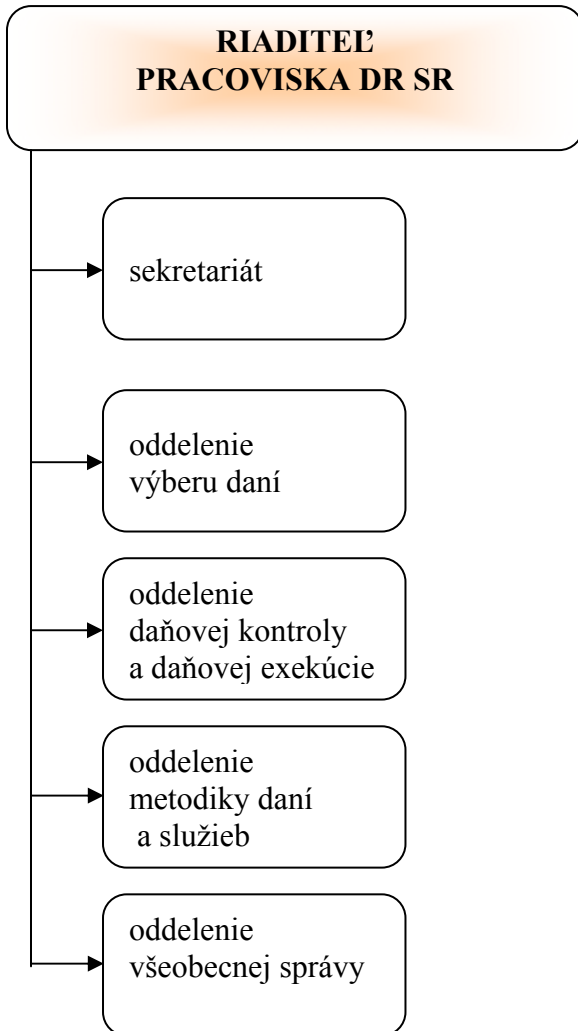 RIADITEĽ
PRACOVISKA DR SR
sekretariát
oddelenie
výberu daní
oddelenie
daňovej kontroly
a daňovej exekúcie
oddelenie
metodiky daní
a služieb
oddelenie
všeobecnej správy